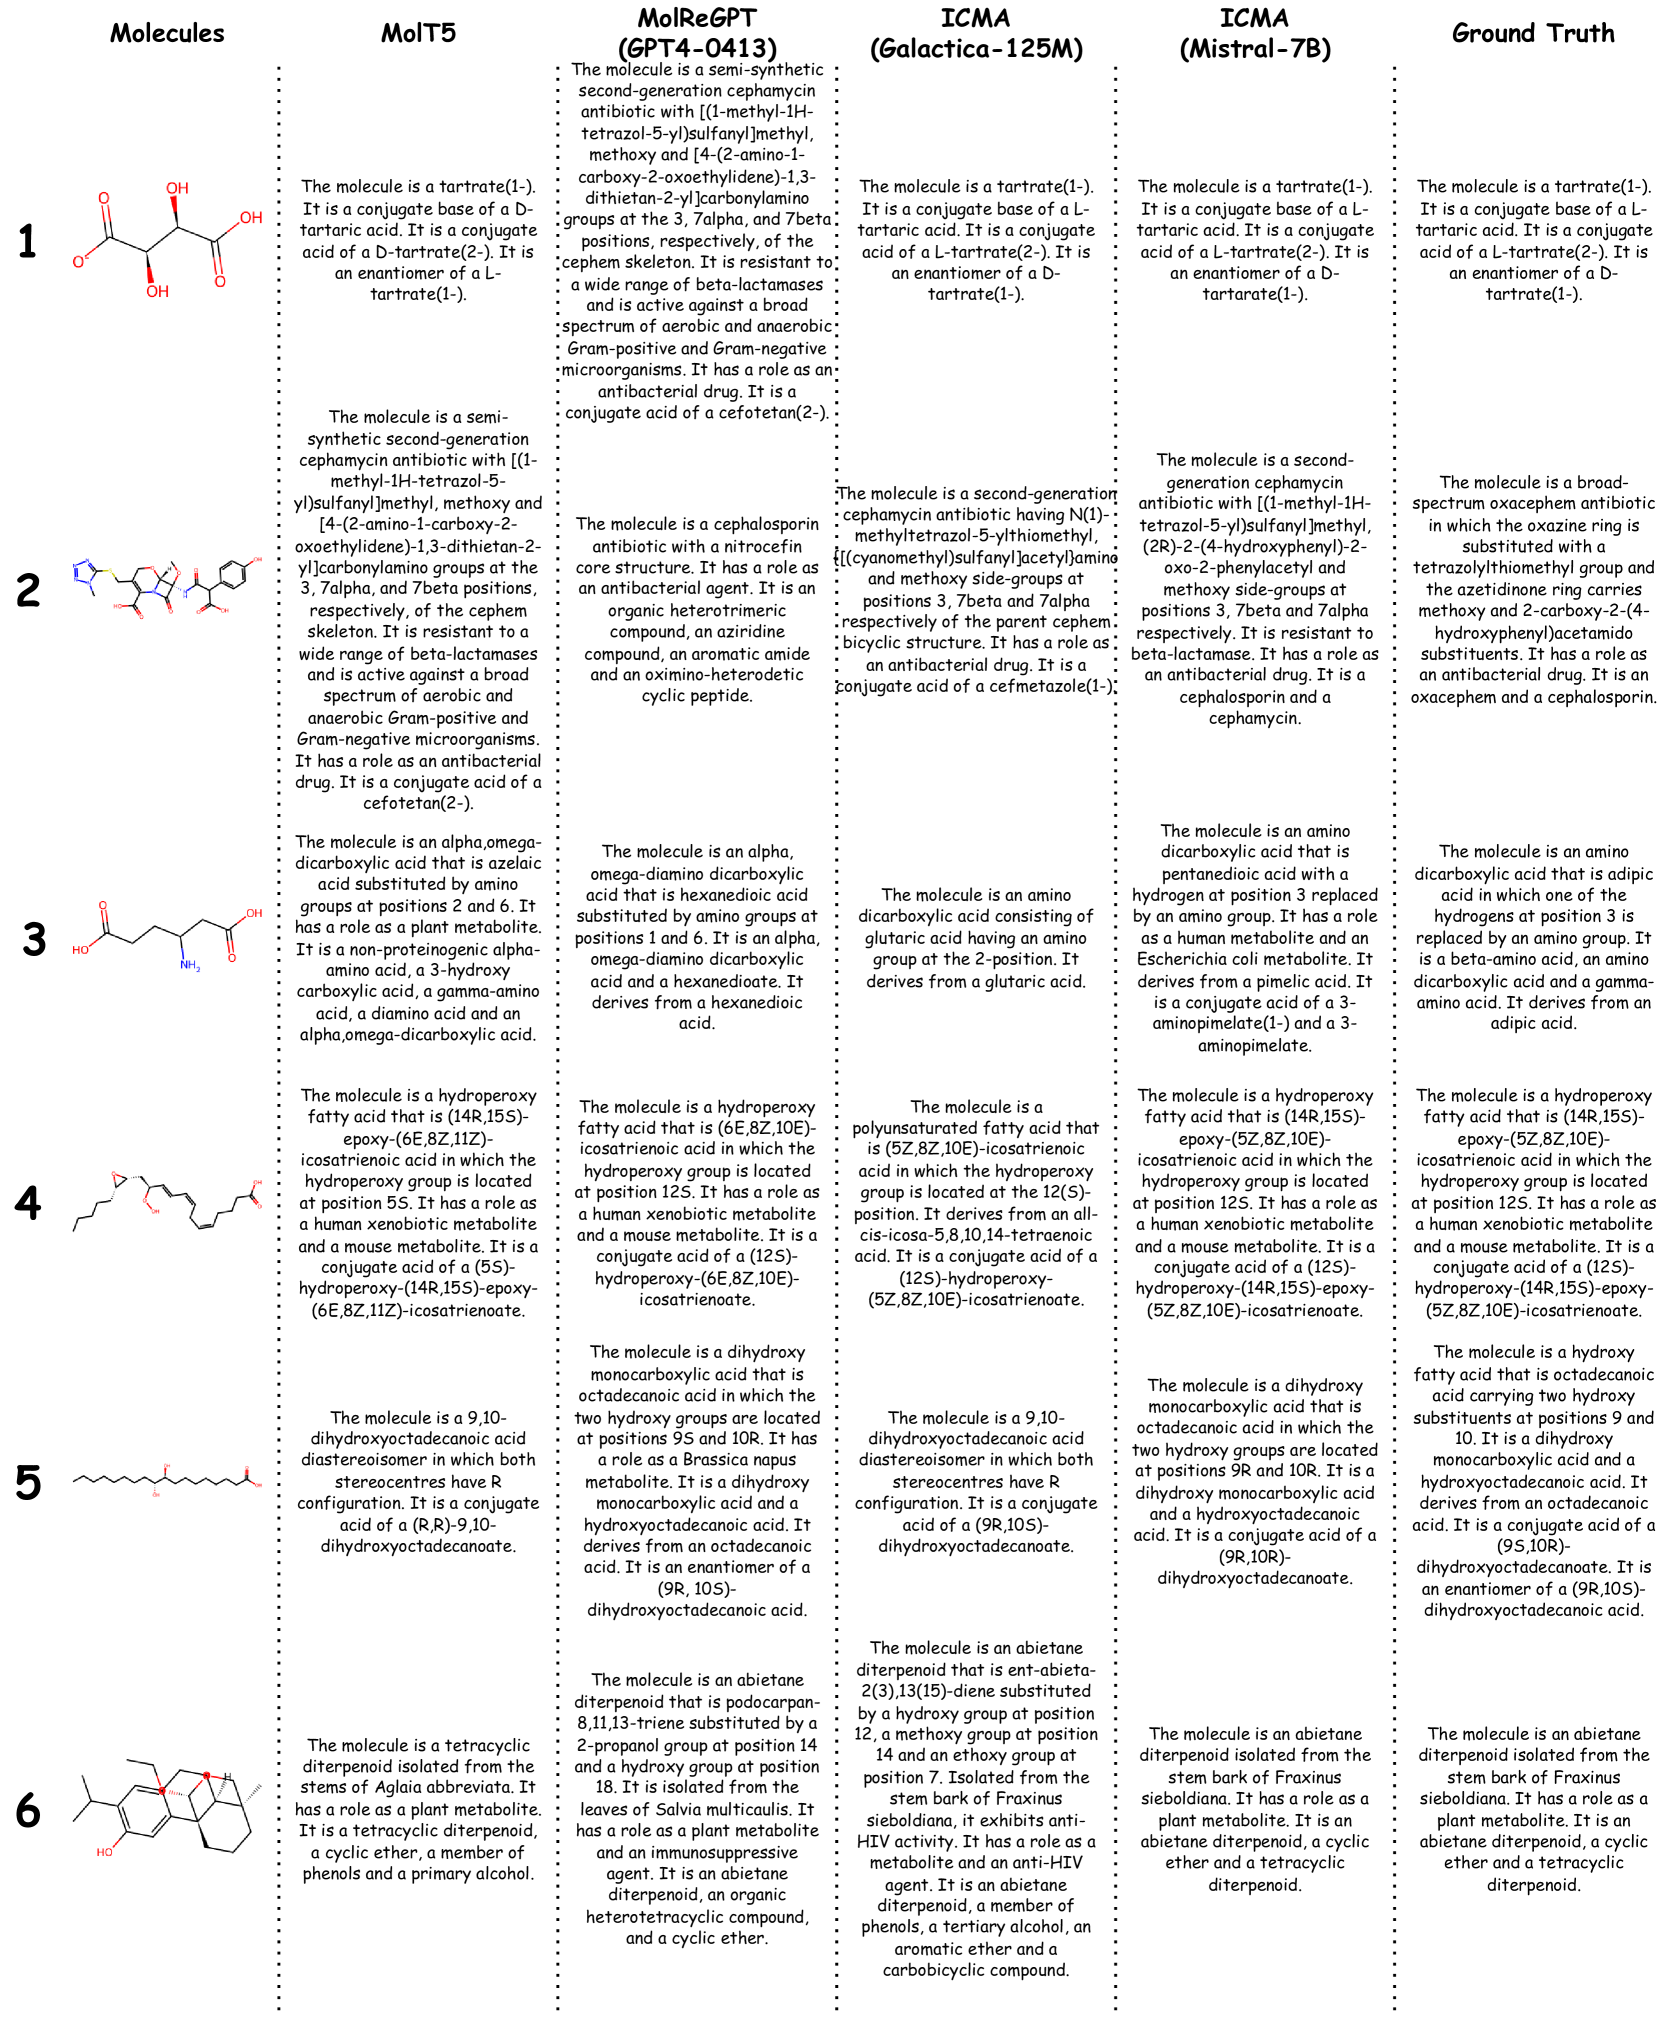 Molecules
MolT5
MolReGPT
(GPT4-0413)
ICMA
(Galactica-125M)
ICMA
(Mistral-7B)
Ground Truth
1
O
OH
OH
O-
OH
O
The molecule is a tartrate(1-).
It is a conjugate base of a D-
tartaric acid. It is a conjugate
acid of a D-tartrate(2-). It is
an enantiomer of a L-
tartrate(1-).
The molecule is a semi-synthetic
second-generation cephamycin
antibiotic with [(1-methyl-1H-
tetrazol-5-yl)sulfanyl]methyl,
methoxy and [4-(2-amino-1-
carboxy-2-oxoethylidene)-1,3-
dithietan-2-yl]carbonylamino
groups at the 3, 7alpha, and 7beta
positions, respectively, of the
cephem skeleton. It is resistant to
a wide range of beta-lactamases
and is active against a broad
spectrum of aerobic and anaerobic
Gram-positive and Gram-negative
microorganisms. It has a role as an
antibacterial drug. It is a
conjugate acid of a cefotetan(2-).
The molecule is a tartrate(1-).
It is a conjugate base of a L-
tartaric acid. It is a conjugate
acid of a L-tartrate(2-). It is
an enantiomer of a D-
tartrate(1-).
The molecule is a tartrate(1-).
It is a conjugate base of a L-
tartaric acid. It is a conjugate
acid of a L-tartrate(2-). It is
an enantiomer of a D-
tartarate(1-).
The molecule is a tartrate(1-).
It is a conjugate base of a L-
tartaric acid. It is a conjugate
acid of a L-tartrate(2-). It is
an enantiomer of a D-
tartrate(1-).
2
The molecule is a semi-
synthetic second-generation
cephamycin antibiotic with [(1-
methyl-1H-tetrazol-5-
yl)sulfanyl]methyl, methoxy and
[4-(2-amino-1-carboxy-2-
oxoethylidene)-1,3-dithietan-2-
yl]carbonylamino groups at the
3, 7alpha, and 7beta positions,
respectively, of the cephem
skeleton. It is resistant to a
wide range of beta-lactamases
and is active against a broad
spectrum of aerobic and
anaerobic Gram-positive and
Gram-negative microorganisms.
It has a role as an antibacterial
drug. It is a conjugate acid of a
cefotetan(2-).
The molecule is a cephalosporin
antibiotic with a nitrocefin
core structure. It has a role as
an antibacterial agent. It is an
organic heterotrimeric
compound, an aziridine
compound, an aromatic amide
and an oximino-heterodetic
cyclic peptide.
The molecule is a second-generation
cephamycin antibiotic having N(1)-
methyltetrazol-5-ylthiomethyl,
{[(cyanomethyl)sulfanyl]acetyl}amino
and methoxy side-groups at
positions 3, 7beta and 7alpha
respectively of the parent cephem
bicyclic structure. It has a role as
an antibacterial drug. It is a
conjugate acid of a cefmetazole(1-).
The molecule is a second-
generation cephamycin
antibiotic with [(1-methyl-1H-
tetrazol-5-yl)sulfanyl]methyl,
(2R)-2-(4-hydroxyphenyl)-2-
oxo-2-phenylacetyl and
methoxy side-groups at
positions 3, 7beta and 7alpha
respectively. It is resistant to
beta-lactamase. It has a role as
an antibacterial drug. It is a
cephalosporin and a
cephamycin.
The molecule is a broad-
spectrum oxacephem antibiotic
in which the oxazine ring is
substituted with a
tetrazolylthiomethyl group and
the azetidinone ring carries
methoxy and 2-carboxy-2-(4-
hydroxyphenyl)acetamido
substituents. It has a role as
an antibacterial drug. It is an
oxacephem and a cephalosporin.
3
O
OH
HO
NH2
O
The molecule is an alpha,omega-
dicarboxylic acid that is azelaic
acid substituted by amino
groups at positions 2 and 6. It
has a role as a plant metabolite.
It is a non-proteinogenic alpha-
amino acid, a 3-hydroxy
carboxylic acid, a gamma-amino
acid, a diamino acid and an
alpha,omega-dicarboxylic acid.
The molecule is an alpha,
omega-diamino dicarboxylic
acid that is hexanedioic acid
substituted by amino groups at
positions 1 and 6. It is an alpha,
omega-diamino dicarboxylic
acid and a hexanedioate. It
derives from a hexanedioic
acid.
The molecule is an amino
dicarboxylic acid consisting of
glutaric acid having an amino
group at the 2-position. It
derives from a glutaric acid.
The molecule is an amino
dicarboxylic acid that is
pentanedioic acid with a
hydrogen at position 3 replaced
by an amino group. It has a role
as a human metabolite and an
Escherichia coli metabolite. It
derives from a pimelic acid. It
is a conjugate acid of a 3-
aminopimelate(1-) and a 3-
aminopimelate.
The molecule is an amino
dicarboxylic acid that is adipic
acid in which one of the
hydrogens at position 3 is
replaced by an amino group. It
is a beta-amino acid, an amino
dicarboxylic acid and a gamma-
amino acid. It derives from an
adipic acid.
4
The molecule is a hydroperoxy
fatty acid that is (14R,15S)-
epoxy-(6E,8Z,11Z)-
icosatrienoic acid in which the
hydroperoxy group is located
at position 5S. It has a role as
a human xenobiotic metabolite
and a mouse metabolite. It is a
conjugate acid of a (5S)-
hydroperoxy-(14R,15S)-epoxy-
(6E,8Z,11Z)-icosatrienoate.
The molecule is a hydroperoxy
fatty acid that is (6E,8Z,10E)-
icosatrienoic acid in which the
hydroperoxy group is located
at position 12S. It has a role as
a human xenobiotic metabolite
and a mouse metabolite. It is a
conjugate acid of a (12S)-
hydroperoxy-(6E,8Z,10E)-
icosatrienoate.
The molecule is a
polyunsaturated fatty acid that
is (5Z,8Z,10E)-icosatrienoic
acid in which the hydroperoxy
group is located at the 12(S)-
position. It derives from an all-
cis-icosa-5,8,10,14-tetraenoic
acid. It is a conjugate acid of a
(12S)-hydroperoxy-
(5Z,8Z,10E)-icosatrienoate.
The molecule is a hydroperoxy
fatty acid that is (14R,15S)-
epoxy-(5Z,8Z,10E)-
icosatrienoic acid in which the
hydroperoxy group is located
at position 12S. It has a role as
a human xenobiotic metabolite
and a mouse metabolite. It is a
conjugate acid of a (12S)-
hydroperoxy-(14R,15S)-epoxy-
(5Z,8Z,10E)-icosatrienoate.
The molecule is a hydroperoxy
fatty acid that is (14R,15S)-
epoxy-(5Z,8Z,10E)-
icosatrienoic acid in which the
hydroperoxy group is located
at position 12S. It has a role as
a human xenobiotic metabolite
and a mouse metabolite. It is a
conjugate acid of a (12S)-
hydroperoxy-(14R,15S)-epoxy-
(5Z,8Z,10E)-icosatrienoate.
5
The molecule is a 9,10-
dihydroxyoctadecanoic acid
diastereoisomer in which both
stereocentres have R
configuration. It is a conjugate
acid of a (R,R)-9,10-
dihydroxyoctadecanoate.
The molecule is a dihydroxy
monocarboxylic acid that is
octadecanoic acid in which the
two hydroxy groups are located
at positions 9S and 10R. It has
a role as a Brassica napus
metabolite. It is a dihydroxy
monocarboxylic acid and a
hydroxyoctadecanoic acid. It
derives from an octadecanoic
acid. It is an enantiomer of a
(9R, 10S)-
dihydroxyoctadecanoic acid.
The molecule is a 9,10-
dihydroxyoctadecanoic acid
diastereoisomer in which both
stereocentres have R
configuration. It is a conjugate
acid of a (9R,10S)-
dihydroxyoctadecanoate.
The molecule is a dihydroxy
monocarboxylic acid that is
octadecanoic acid in which the
two hydroxy groups are located
at positions 9R and 10R. It is a
dihydroxy monocarboxylic acid
and a hydroxyoctadecanoic
acid. It is a conjugate acid of a
(9R,10R)-
dihydroxyoctadecanoate.
The molecule is a hydroxy
fatty acid that is octadecanoic
acid carrying two hydroxy
substituents at positions 9 and
10. It is a dihydroxy
monocarboxylic acid and a
hydroxyoctadecanoic acid. It
derives from an octadecanoic
acid. It is a conjugate acid of a
(9S,10R)-
dihydroxyoctadecanoate. It is
an enantiomer of a (9R,10S)-
dihydroxyoctadecanoic acid.
6
H
HO
The molecule is a tetracyclic
diterpenoid isolated from the
stems of Aglaia abbreviata. It
has a role as a plant metabolite.
It is a tetracyclic diterpenoid,
a cyclic ether, a member of
phenols and a primary alcohol.
The molecule is an abietane
diterpenoid that is podocarpan-
8,11,13-triene substituted by a
2-propanol group at position 14
and a hydroxy group at position
18. It is isolated from the
leaves of Salvia multicaulis. It
has a role as a plant metabolite
and an immunosuppressive
agent. It is an abietane
diterpenoid, an organic
heterotetracyclic compound,
and a cyclic ether.
The molecule is an abietane
diterpenoid that is ent-abieta-
2(3),13(15)-diene substituted
by a hydroxy group at position
12, a methoxy group at position
14 and an ethoxy group at
position 7. Isolated from the
stem bark of Fraxinus
sieboldiana, it exhibits anti-
HIV activity. It has a role as a
metabolite and an anti-HIV
agent. It is an abietane
diterpenoid, a member of
phenols, a tertiary alcohol, an
aromatic ether and a
carbobicyclic compound.
The molecule is an abietane
diterpenoid isolated from the
stem bark of Fraxinus
sieboldiana. It has a role as a
plant metabolite. It is an
abietane diterpenoid, a cyclic
ether and a tetracyclic
diterpenoid.
The molecule is an abietane
diterpenoid isolated from the
stem bark of Fraxinus
sieboldiana. It has a role as a
plant metabolite. It is an
abietane diterpenoid, a cyclic
ether and a tetracyclic
diterpenoid.